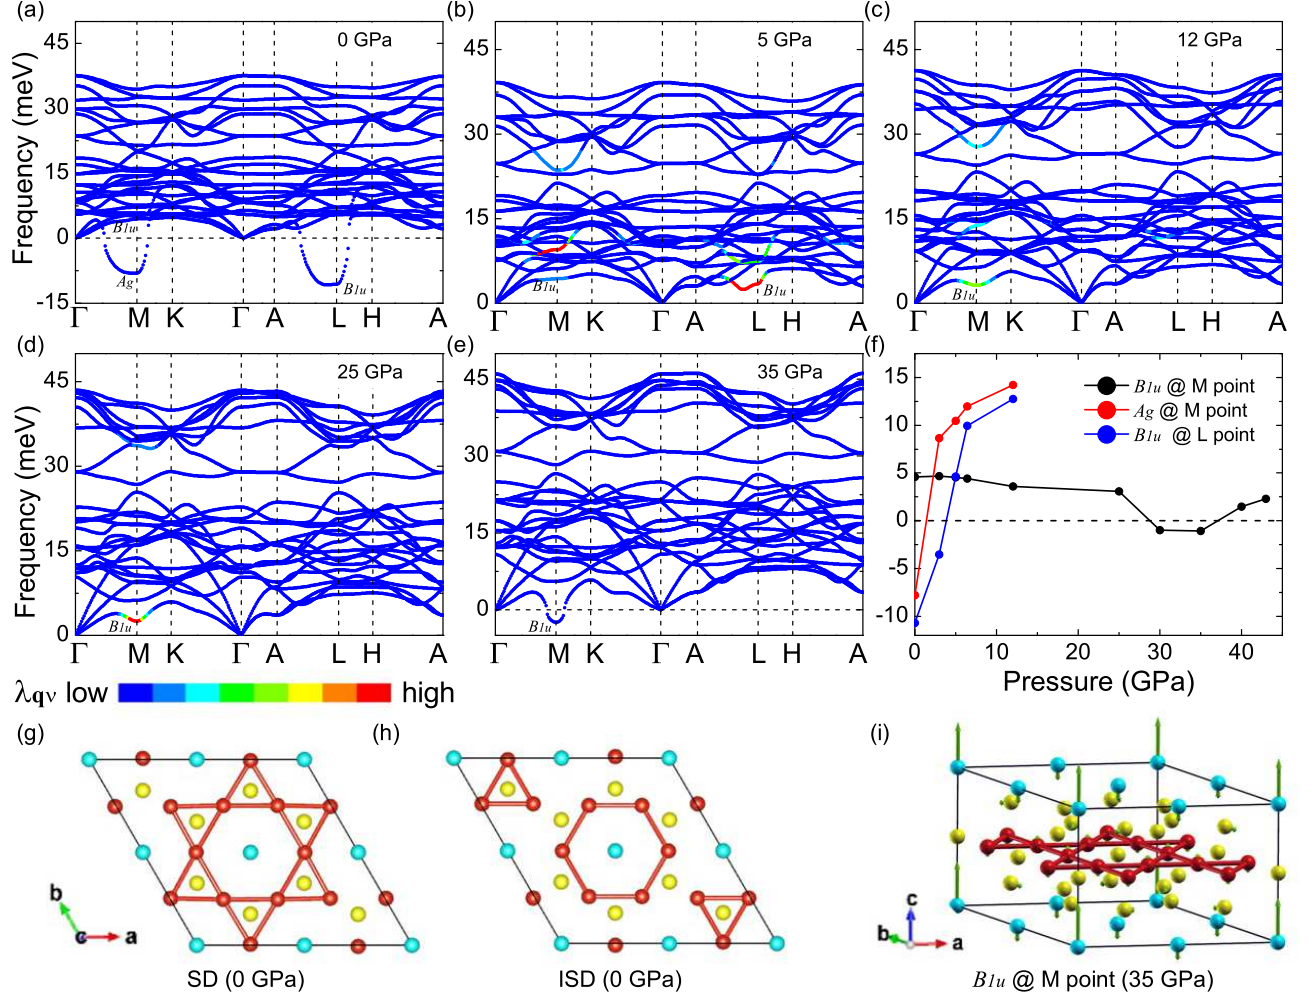 (a)
0 GPa
(b)
5 GPa
(c)
12 GPa
Frequency (meV)
45
30
15
0
-15
B1u
Ag
B1u
Γ M K Γ A L H A
45
30
15
0
B1u
B1u
Γ M K Γ A L H A
45
30
15
0
B1u
Γ M K Γ A L H A
(d)
25 GPa
(e)
35 GPa
(f)
Frequency (meV)
45
30
15
0
B1u
Γ M K Γ A L H A
45
30
15
0
B1u
Γ M K Γ A L H A
15
10
5
0
-5
-10
B1u @ M point
Ag @ M point
B1u @ L point
0 10 20 30 40
Pressure (GPa)
λqν low high
(g)
(h)
(i)
b
c
a
SD (0 GPa)
ISD (0 GPa)
c
b
a
B1u @ M point (35 GPa)